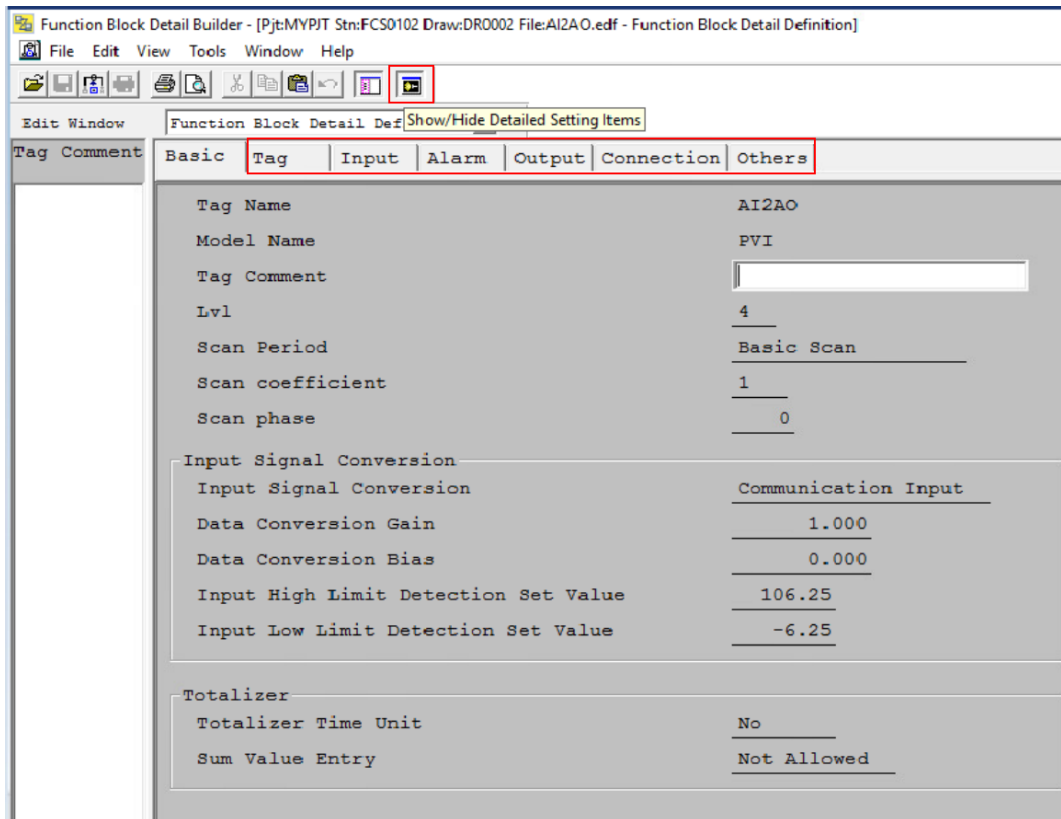 Function Block Detail Builder - [Pjt:MYPJT Stn:FCS0102 Draw:DR0002 File:AI2AO.edf - Function Block Detail Definition]
File Edit View Tools Window Help
Show/Hide Detailed Setting Items
Edit Window Function Block Detail Def
Tag Comment Basic Tag Input Alarm Output Connection Others
Tag Name AI2AO
Model Name PVI
Tag Comment
Lvl 4
Scan Period Basic Scan
Scan coefficient 1
Scan phase 0
Input Signal Conversion
Input Signal Conversion Communication Input
Data Conversion Gain 1.000
Data Conversion Bias 0.000
Input High Limit Detection Set Value 106.25
Input Low Limit Detection Set Value -6.25
Totalizer
Totalizer Time Unit No
Sum Value Entry Not Allowed